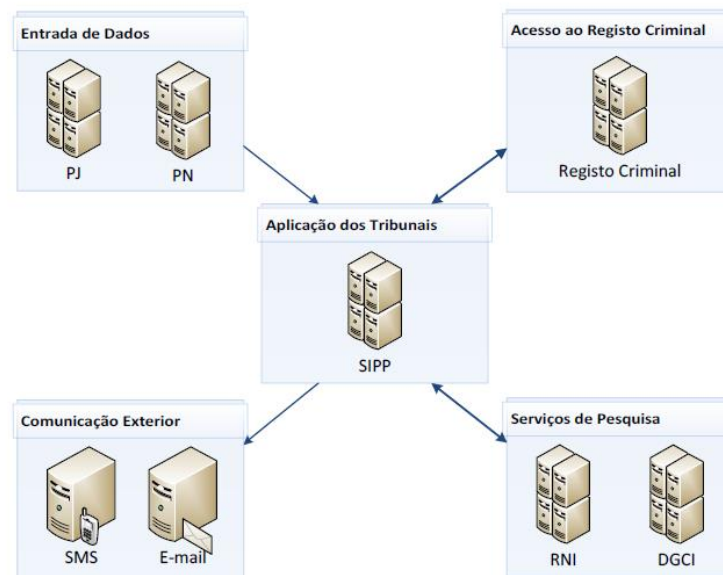 Entrada de Dados
PJ
PN
Acesso ao Registo Criminal
Registo Criminal
Aplicação dos Tribunais
SIPP
Comunicação Exterior
SMS
E-mail
Serviços de Pesquisa
RNI
DGCI